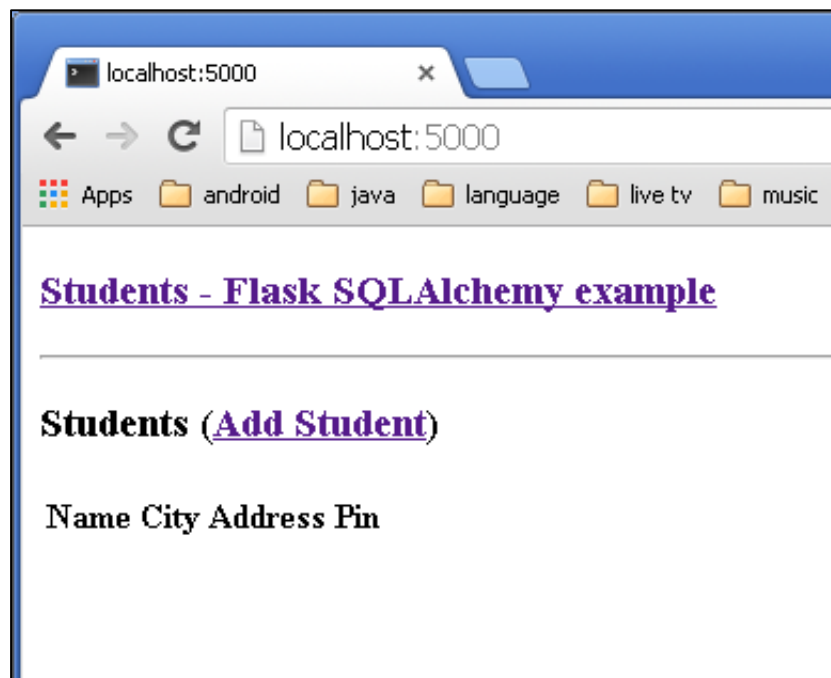 localhost:5000
localhost:5000
Apps android java language live tv music
Students - Flask SQLAlchemy example
Students (Add Student)
Name City Address Pin